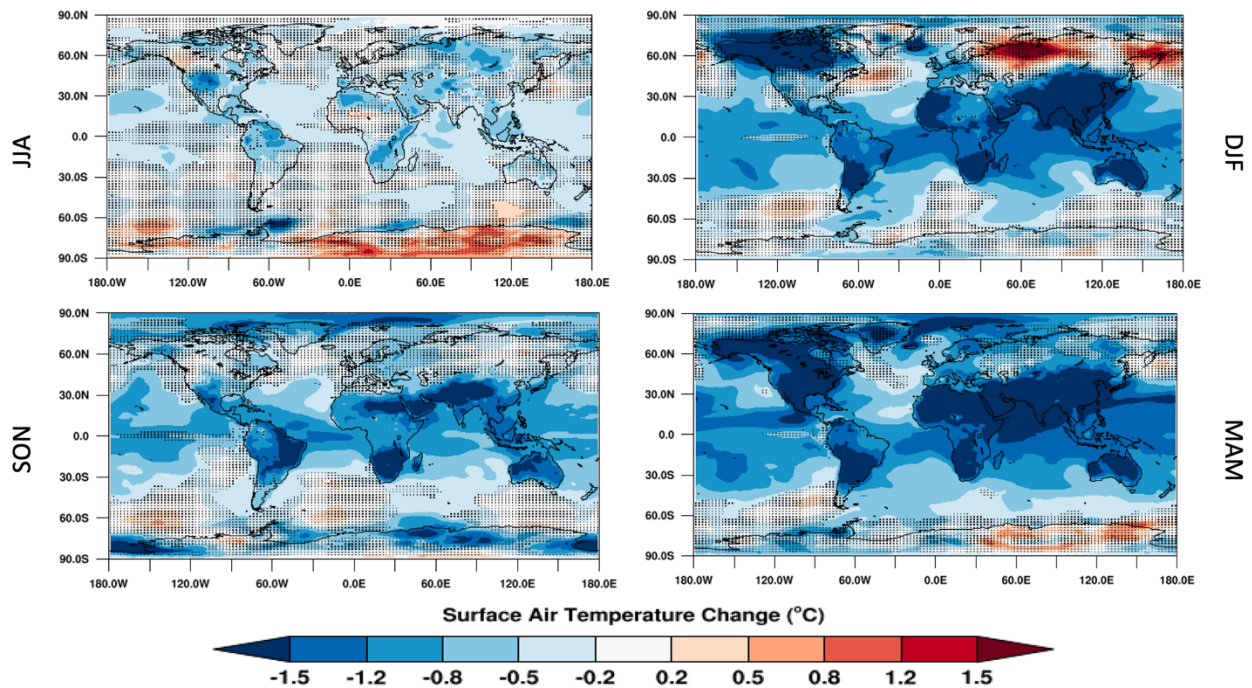 90.0N
60.0N
30.0N
0.0
30.0S
60.0S
90.0S
180.0W 120.0W 60.0W 0.0E 60.0E 120.0E 180.0E
JJA
90.0N
60.0N
30.0N
0.0
30.0S
60.0S
90.0S
180.0W 120.0W 60.0W 0.0E 60.0E 120.0E 180.0E
DJF
90.0N
60.0N
30.0N
0.0
30.0S
60.0S
90.0S
180.0W 120.0W 60.0W 0.0E 60.0E 120.0E 180.0E
SON
90.0N
60.0N
30.0N
0.0
30.0S
60.0S
90.0S
180.0W 120.0W 60.0W 0.0E 60.0E 120.0E 180.0E
MAM
Surface Air Temperature Change (°C)
-1.5 -1.2 -0.8 -0.5 -0.2 0.2 0.5 0.8 1.2 1.5